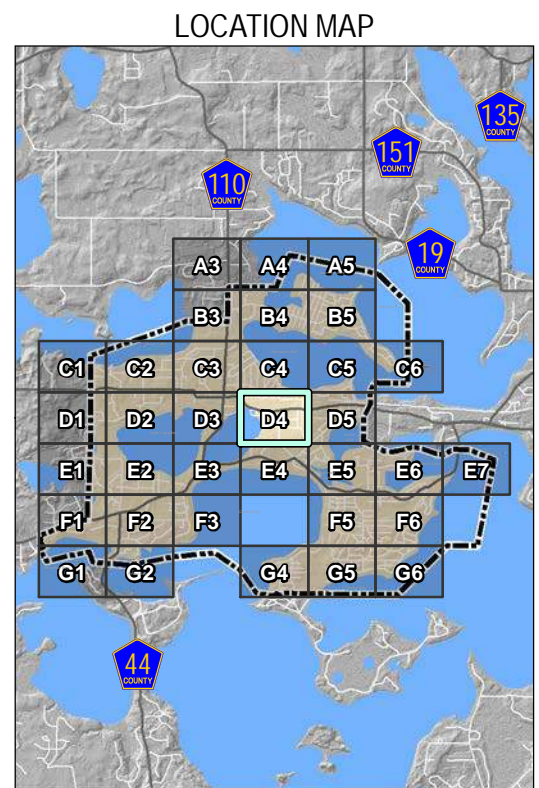 LOCATION MAP
135
COUNTY
151
COUNTY
110
COUNTY
19
COUNTY
A3 A4 A5
B3 B4 B5
C1 C2 C3 C4 C5 C6
D1 D2 D3 D4 D5
E1 E2 E3 E4 E5 E6 E7
F1 F2 F3 F5 F6
G1 G2 G4 G5 G6
44
COUNTY